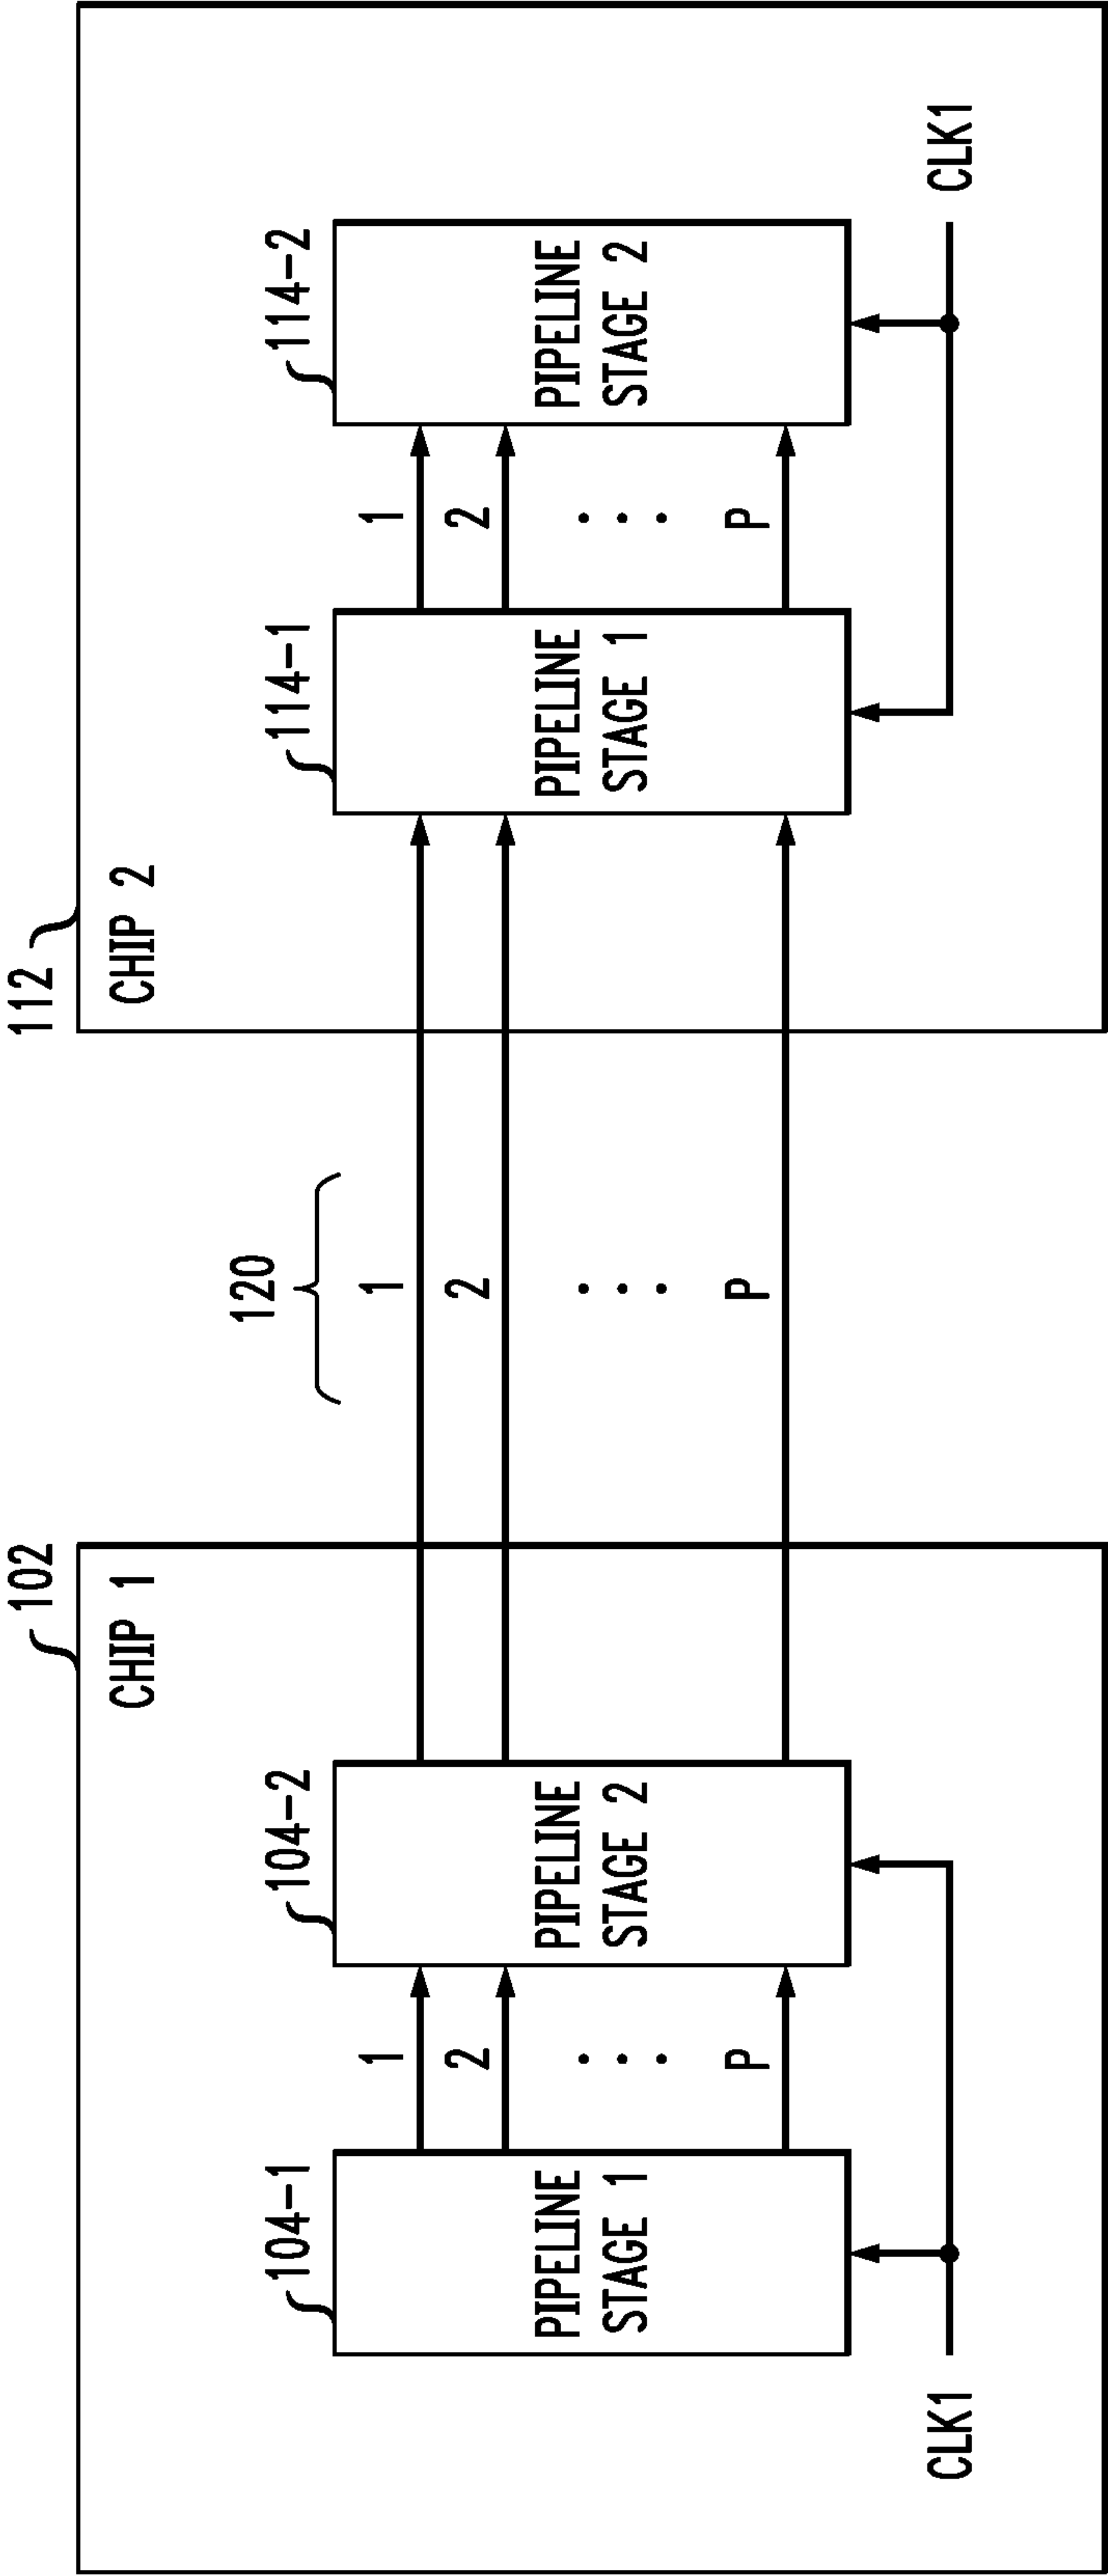 102
CHIP 1
104-1
PIPELINE
STAGE 1
1
2
P
104-2
PIPELINE
STAGE 2
CLK1
120
1
2
P
112
CHIP 2
114-1
PIPELINE
STAGE 1
1
2
P
114-2
PIPELINE
STAGE 2
CLK1